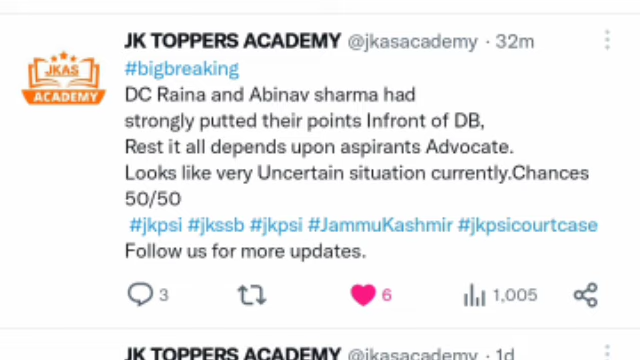 JK TOPPERS ACADEMY @jkasacademy · 32m
JKAS
ACADEMY
#bigbreaking
DC Raina and Abinav sharma had
strongly putted their points Infront of DB,
Rest it all depends upon aspirants Advocate.
Looks like very Uncertain situation currently.Chances
50/50
#jkpsi #jkssb #jkpsi #JammuKashmir #jkpsicourtcase
Follow us for more updates.
3 6 1,005
JK TOPPERS ACADEMY @jkasacademy · 1d